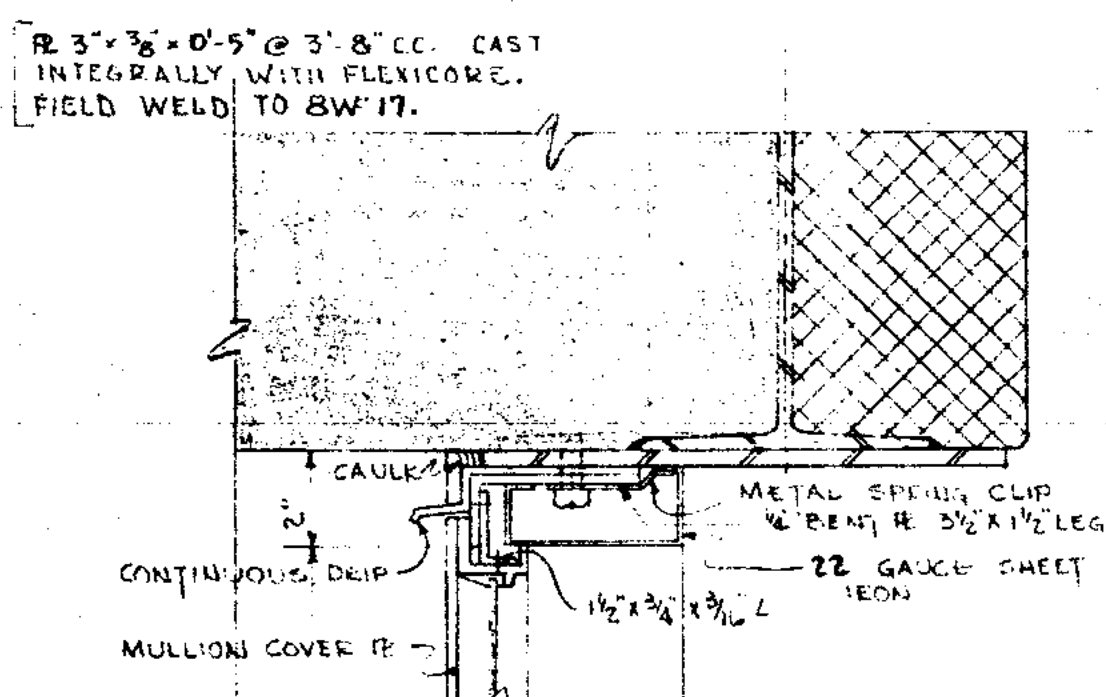 PL 3" x 3/8" x 0'-5" @ 3'-8" C.C. CAST
INTEGRALLY WITH FLEXICORE.
FIELD WELD TO 8W 17.
CAULK
2"
METAL SPRING CLIP
1/4" BENT PL 3 1/2" X 1 1/2" LEG
CONTINUOUS DRIP
22 GAUGE SHEET
IRON
1 1/2" x 3/4" x 3/16" L
MULLION COVER PL